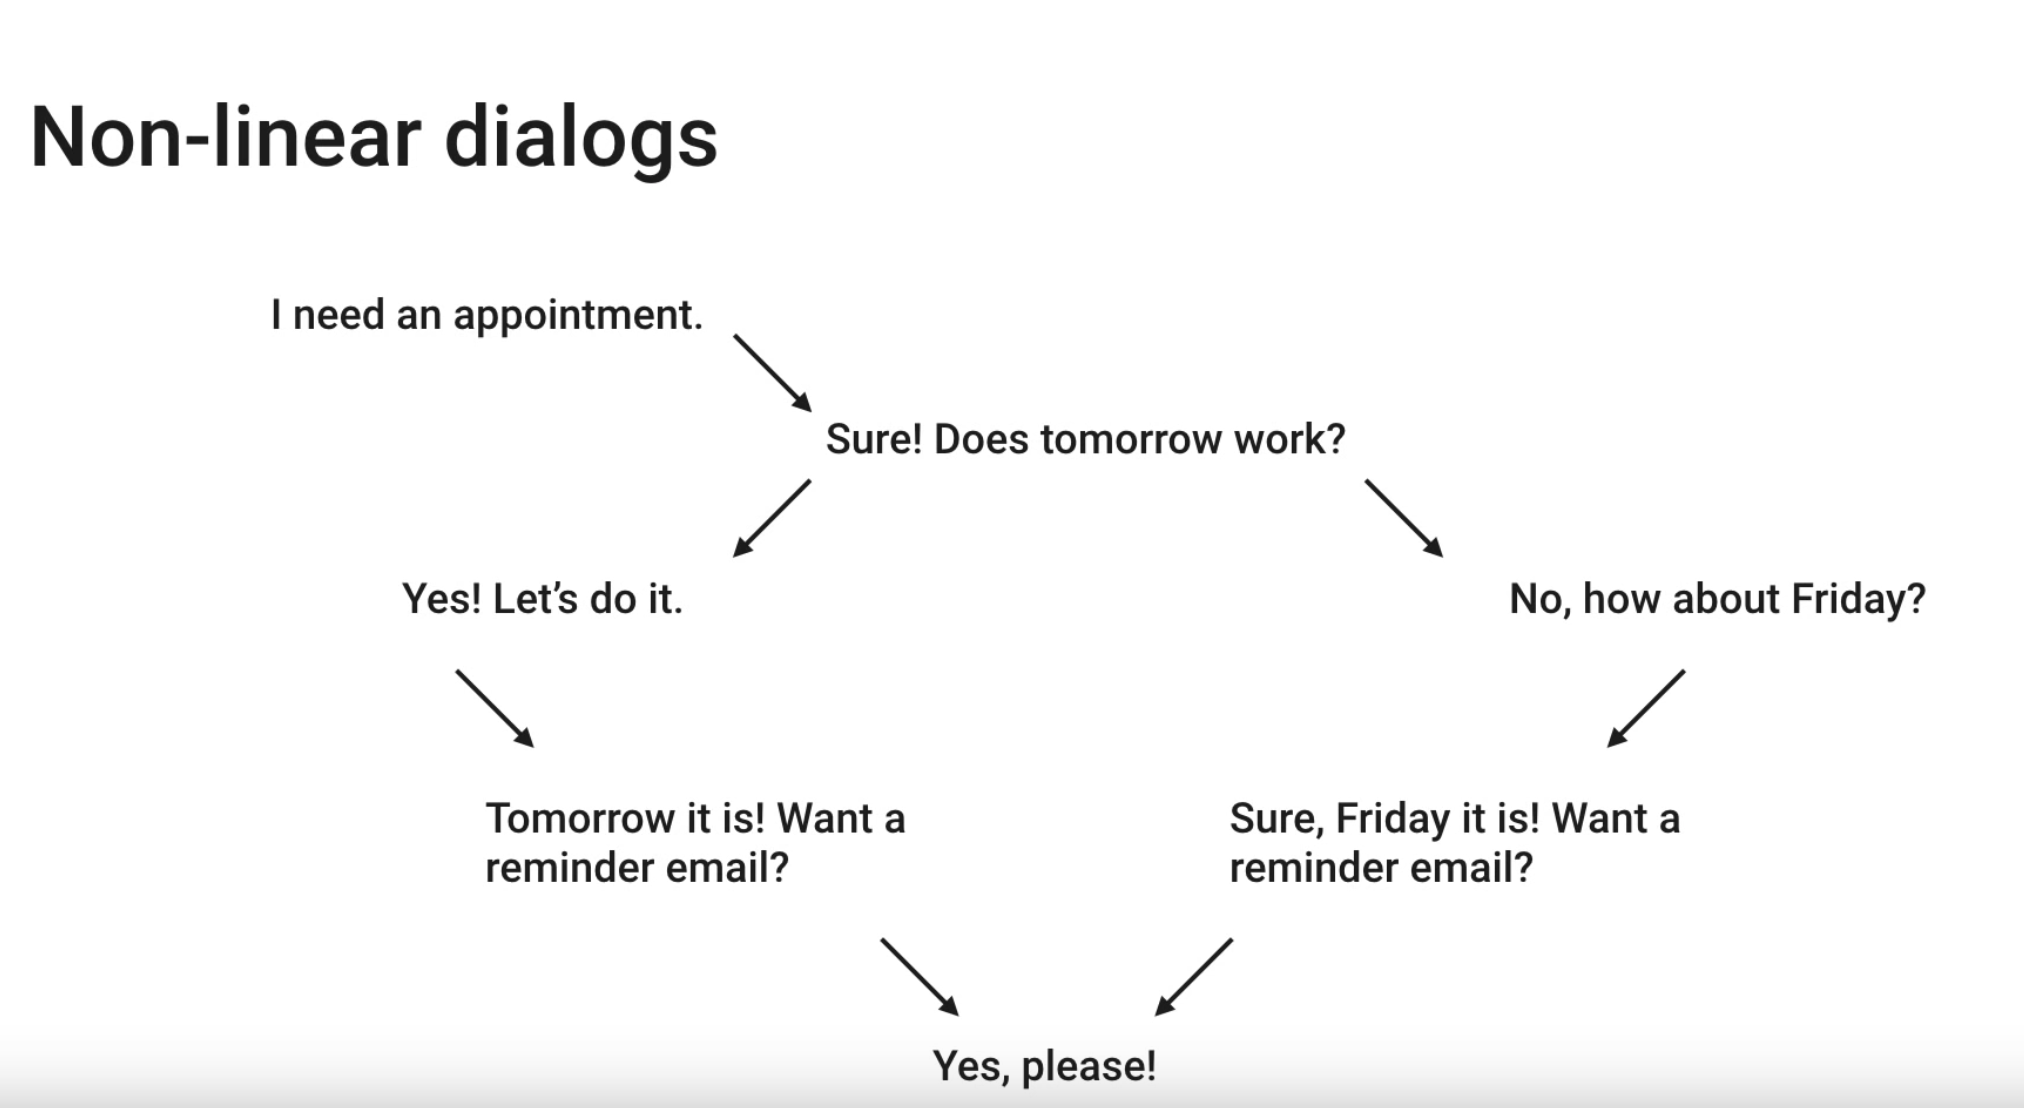 Non-linear dialogs
I need an appointment.
Sure! Does tomorrow work?
Yes! Let’s do it.
No, how about Friday?
Tomorrow it is! Want a
reminder email?
Sure, Friday it is! Want a
reminder email?
Yes, please!